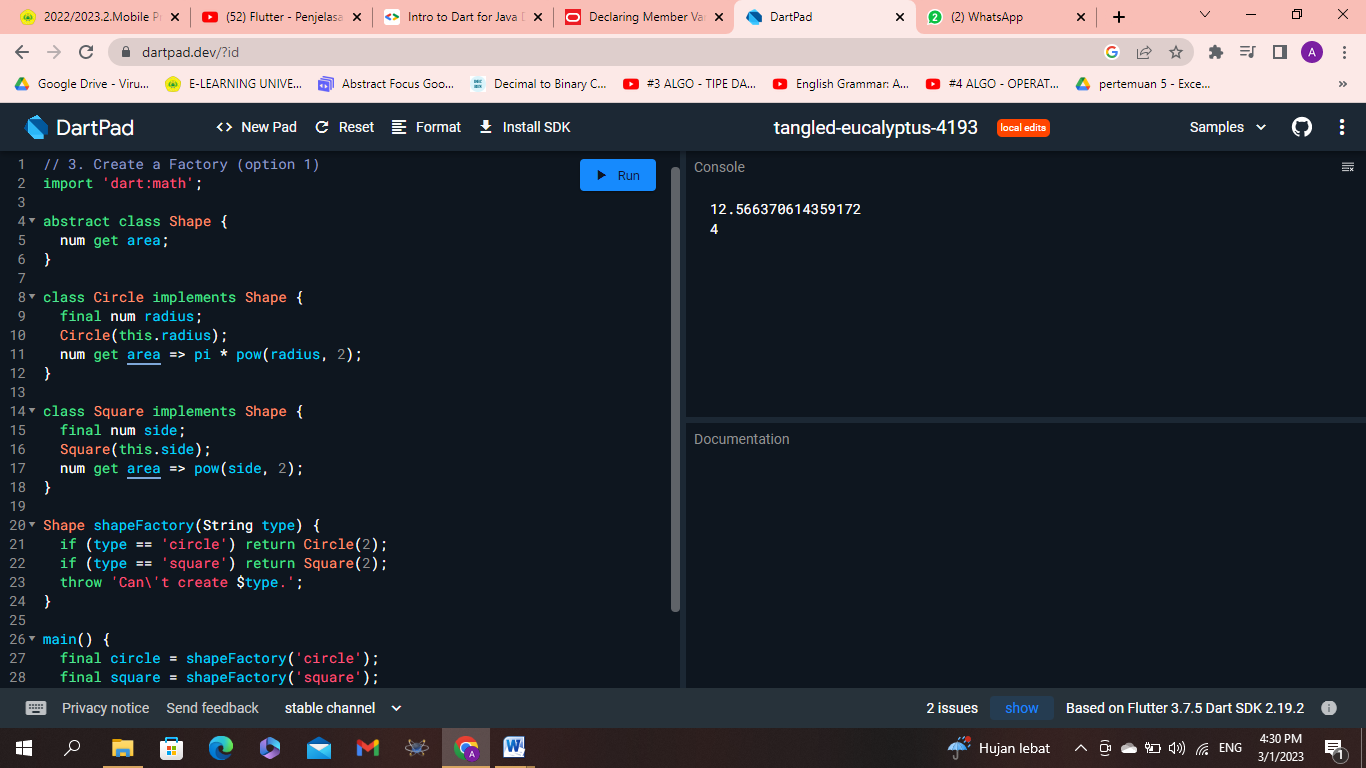 2022/2023.2.Mobile P
(52) Flutter - Penjelasa
Intro to Dart for Java D
Declaring Member Va
DartPad
(2) WhatsApp
dartpad.dev/?id
A
Google Drive - Viru...
E-LEARNING UNIVE...
Abstract Focus Goo...
Decimal to Binary C...
#3 ALGO - TIPE DA...
English Grammar: A...
#4 ALGO - OPERAT...
pertemuan 5 - Exce...
DartPad
<> New Pad
Reset
Format
Install SDK
tangled-eucalyptus-4193
local edits
Samples
1 // 3. Create a Factory (option 1)
2 import 'dart:math';
3
4 abstract class Shape {
5   num get area;
6 }
7
8 class Circle implements Shape {
9   final num radius;
10   Circle(this.radius);
11   num get area => pi * pow(radius, 2);
12 }
13
14 class Square implements Shape {
15   final num side;
16   Square(this.side);
17   num get area => pow(side, 2);
18 }
19
20 Shape shapeFactory(String type) {
21   if (type == 'circle') return Circle(2);
22   if (type == 'square') return Square(2);
23   throw 'Can\'t create $type.';
24 }
25
26 main() {
27   final circle = shapeFactory('circle');
28   final square = shapeFactory('square');
Run
Console
12.566370614359172
4
Documentation
Privacy notice
Send feedback
stable channel
2 issues
show
Based on Flutter 3.7.5 Dart SDK 2.19.2
Hujan lebat
ENG
4:30 PM
3/1/2023
1